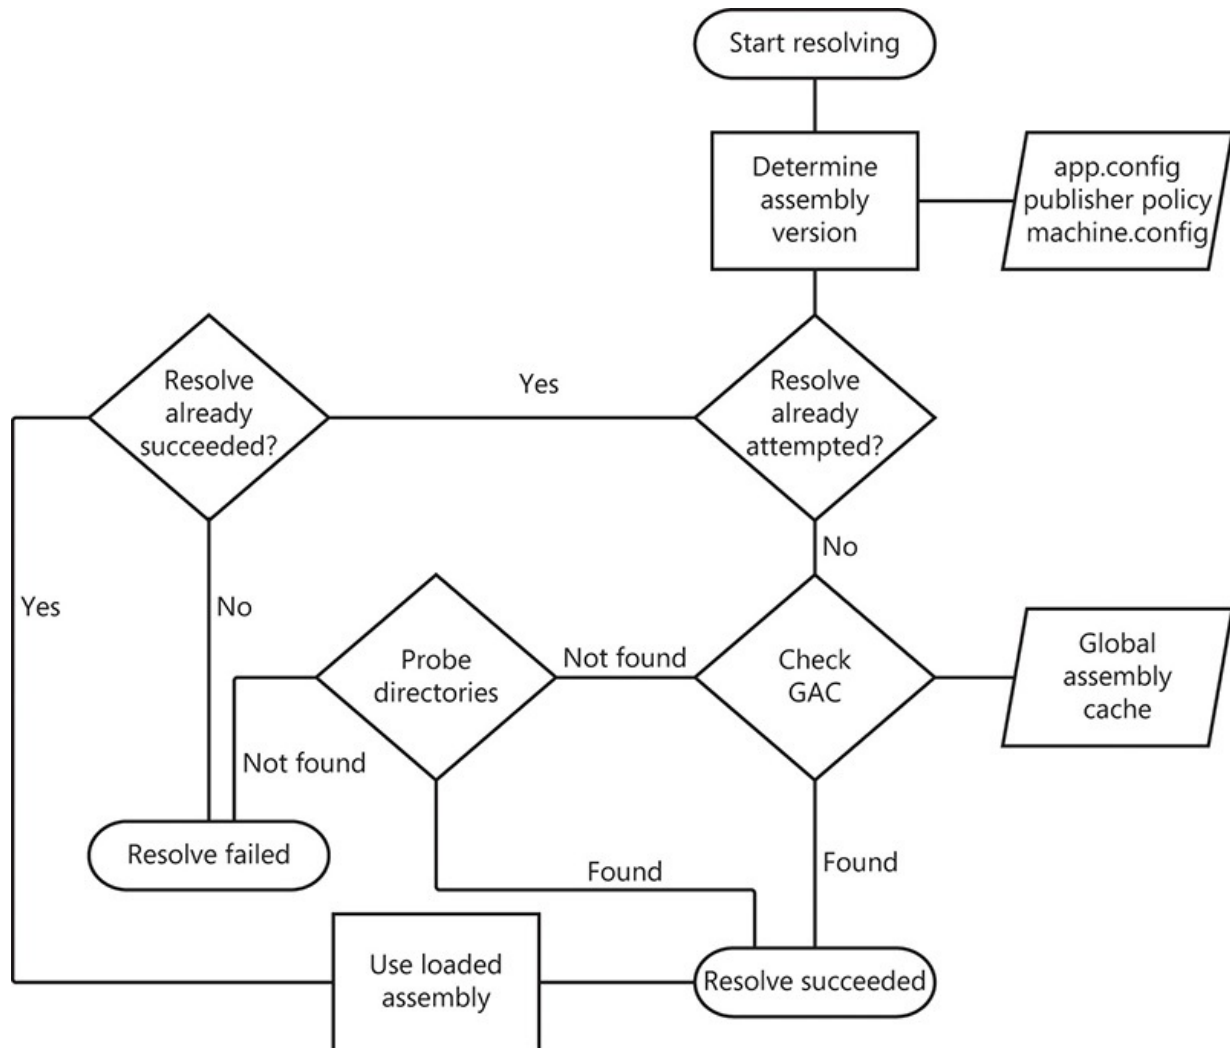 Start resolving
Determine
assembly
version
app.config
publisher policy
machine.config
Resolve
already
succeeded?
Yes
Resolve
already
attempted?
No
Yes
No
Probe
directories
Not found
Check
GAC
Global
assembly
cache
Not found
Resolve failed
Found
Found
Use loaded
assembly
Resolve succeeded